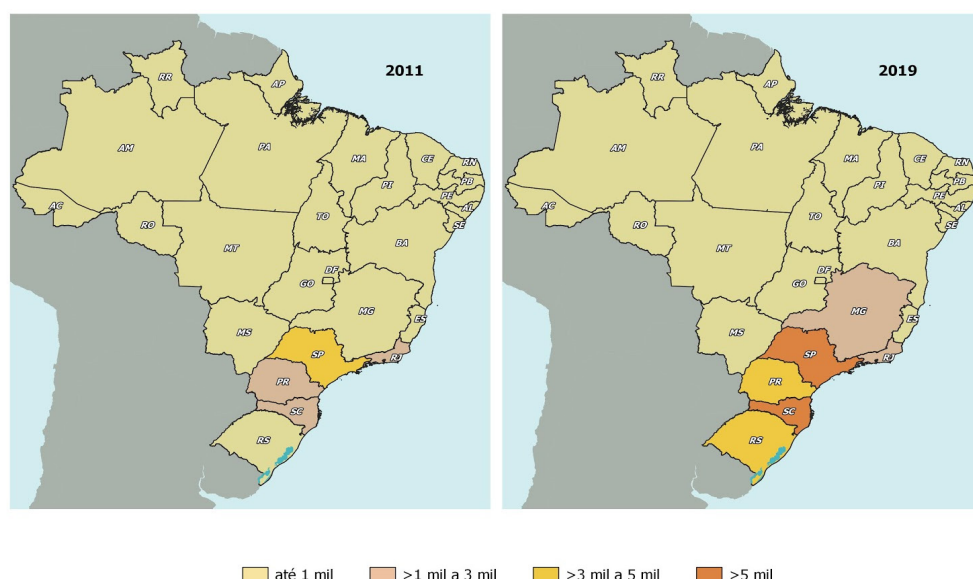 2011
RR
AP
AM
PA
MA
CE
RN
PB
PI
PE
AL
SE
AC
RO
TO
BA
MT
DF
GO
MG
ES
MS
SP
RJ
PR
SC
RS
2019
RR
AP
AM
PA
MA
CE
RN
PB
PI
PE
AL
SE
AC
RO
TO
BA
MT
DF
GO
MG
ES
MS
SP
RJ
PR
SC
RS
até 1 mil >1 mil a 3 mil >3 mil a 5 mil >5 mil